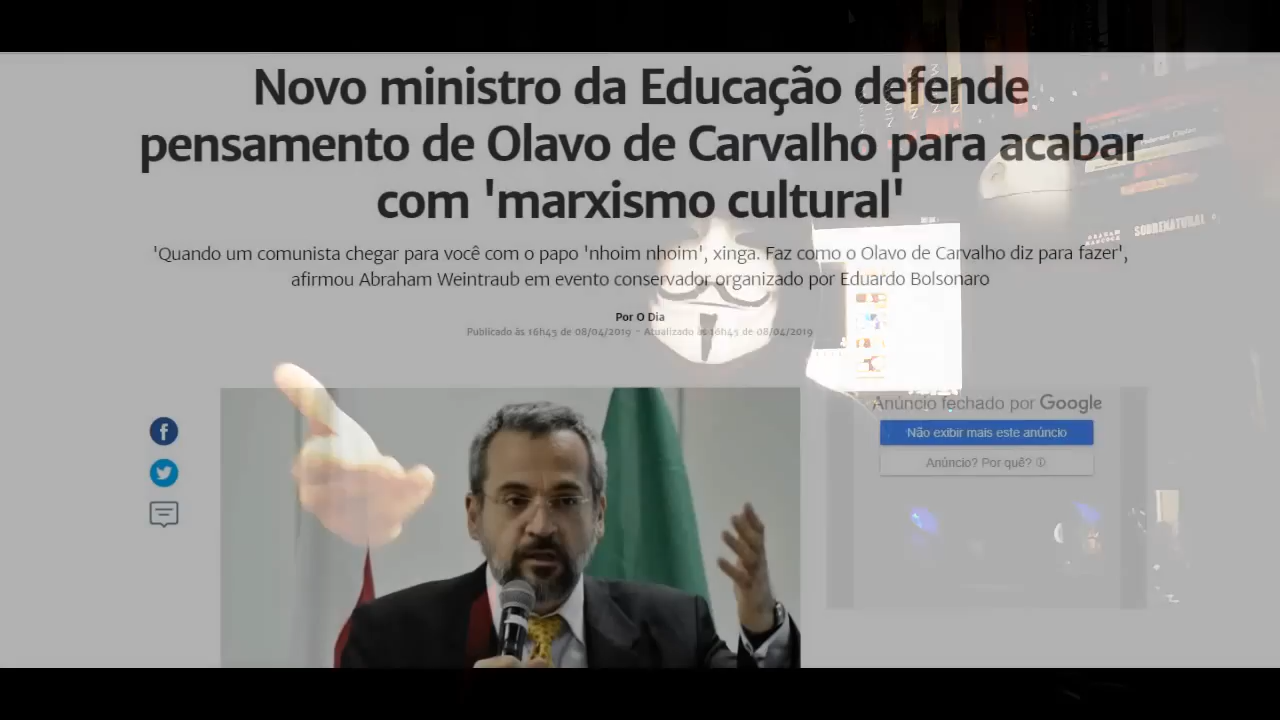 Novo ministro da Educação defende
pensamento de Olavo de Carvalho para acabar
com 'marxismo cultural'
'Quando um comunista chegar para você com o papo 'nhoim nhoim', xinga. Faz como o Olavo de Carvalho diz para fazer',
afirmou Abraham Weintraub em evento conservador organizado por Eduardo Bolsonaro
Por O Dia
Publicado às 16h45 de 08/04/2019 - Atualizado às 16h45 de 08/04/2019
Anúncio fechado por Google
Não exibir mais este anúncio
Anúncio? Por quê?
SOBRENATURAL